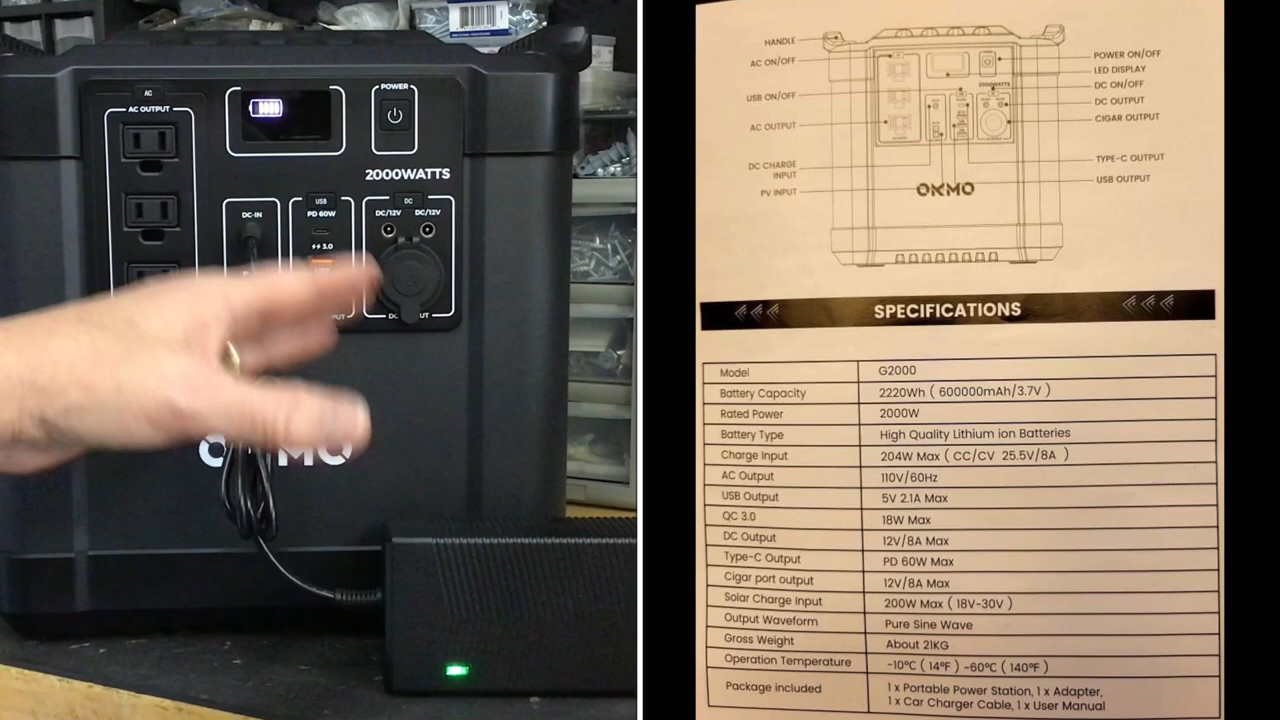 AC
AC OUTPUT
POWER
2000WATTS
DC-IN
USB
PD 60W
3.0
DC
DC/12V DC/12V
HANDLE
AC ON/OFF
USB ON/OFF
AC OUTPUT
DC CHARGE
INPUT
PV INPUT
POWER ON/OFF
LED DISPLAY
DC ON/OFF
DC OUTPUT
CIGAR OUTPUT
TYPE-C OUTPUT
USB OUTPUT
2000WATTS
OKMO
SPECIFICATIONS
Model G2000
Battery Capacity 2220Wh ( 600000mAh/3.7V )
Rated Power 2000W
Battery Type High Quality Lithium ion Batteries
Charge Input 204W Max ( CC/CV 25.5V/8A )
AC Output 110V/60Hz
USB Output 5V 2.1A Max
QC 3.0 18W Max
DC Output 12V/8A Max
Type-C Output PD 60W Max
Cigar port output 12V/8A Max
Solar Charge Input 200W Max ( 18V-30V )
Output Waveform Pure Sine Wave
Gross Weight About 21KG
Operation Temperature -10℃ ( 14℉ ) ~60℃ ( 140℉ )
Package included 1 x Portable Power Station, 1 x Adapter,
1 x Car Charger Cable, 1 x User Manual